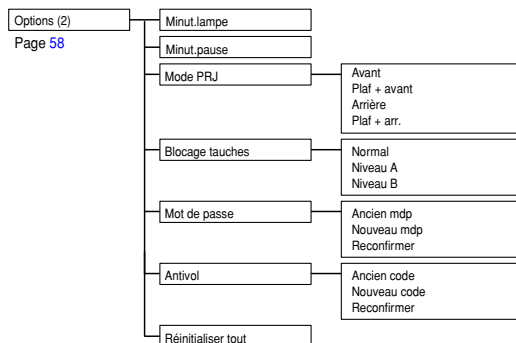 Options (2)
Page 58
Minut.lampe
Minut.pause
Mode PRJ
Avant
Plaf + avant
Arrière
Plaf + arr.
Blocage tauches
Normal
Niveau A
Niveau B
Mot de passe
Ancien mdp
Nouveau mdp
Reconfirmer
Antivol
Ancien code
Nouveau code
Reconfirmer
Réinitialiser tout